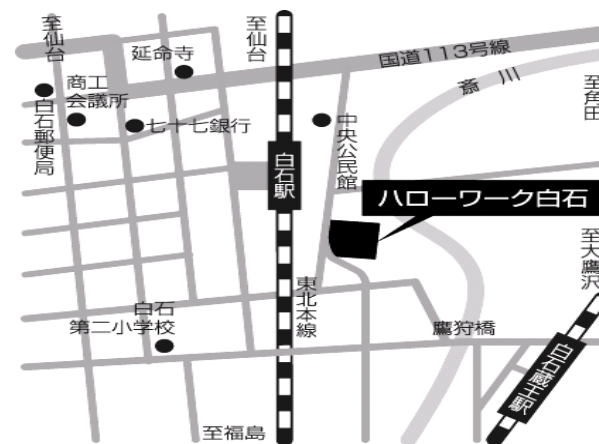 至仙台
延命寺
至仙台
国道113号線
斎川
至角田
商工
会議所
白石郵便局
七十七銀行
中央公民館
白石駅
ハローワーク白石
至大鷹沢
東北本線
白石
第二小学校
鷹狩橋
白石蔵王駅
至福島